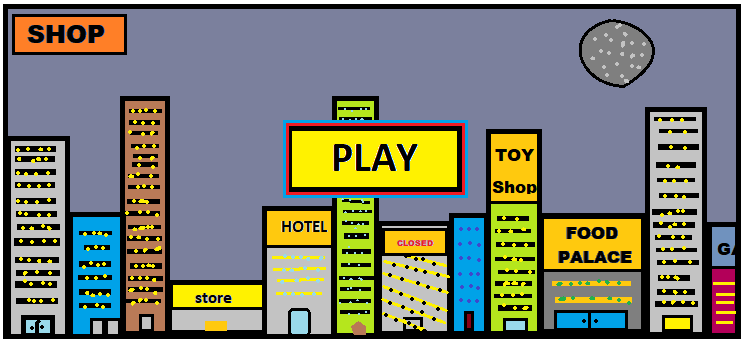 SHOP
PLAY
TOY
Shop
HOTEL
CLOSED
FOOD
PALACE
store